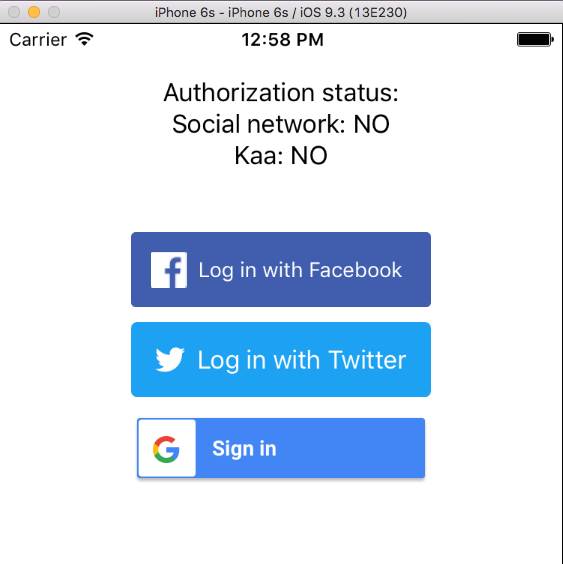 iPhone 6s - iPhone 6s / iOS 9.3 (13E230)
Carrier 12:58 PM
Authorization status:
Social network: NO
Kaa: NO
Log in with Facebook
Log in with Twitter
Sign in